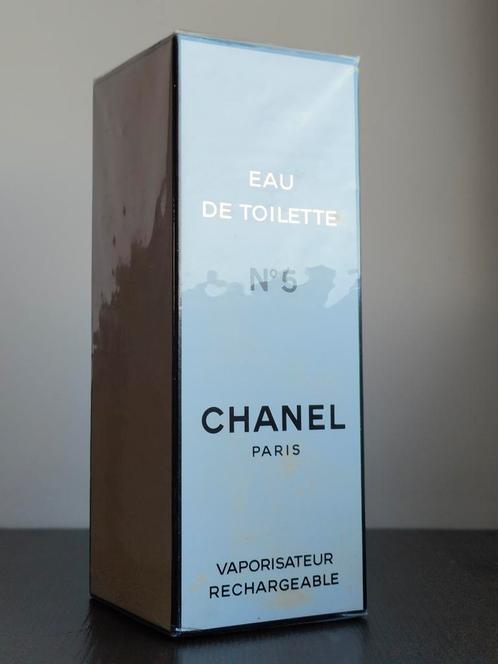 EAU
DE TOILETTE
N°5
CHANEL
PARIS
VAPORISATEUR
RECHARGEABLE